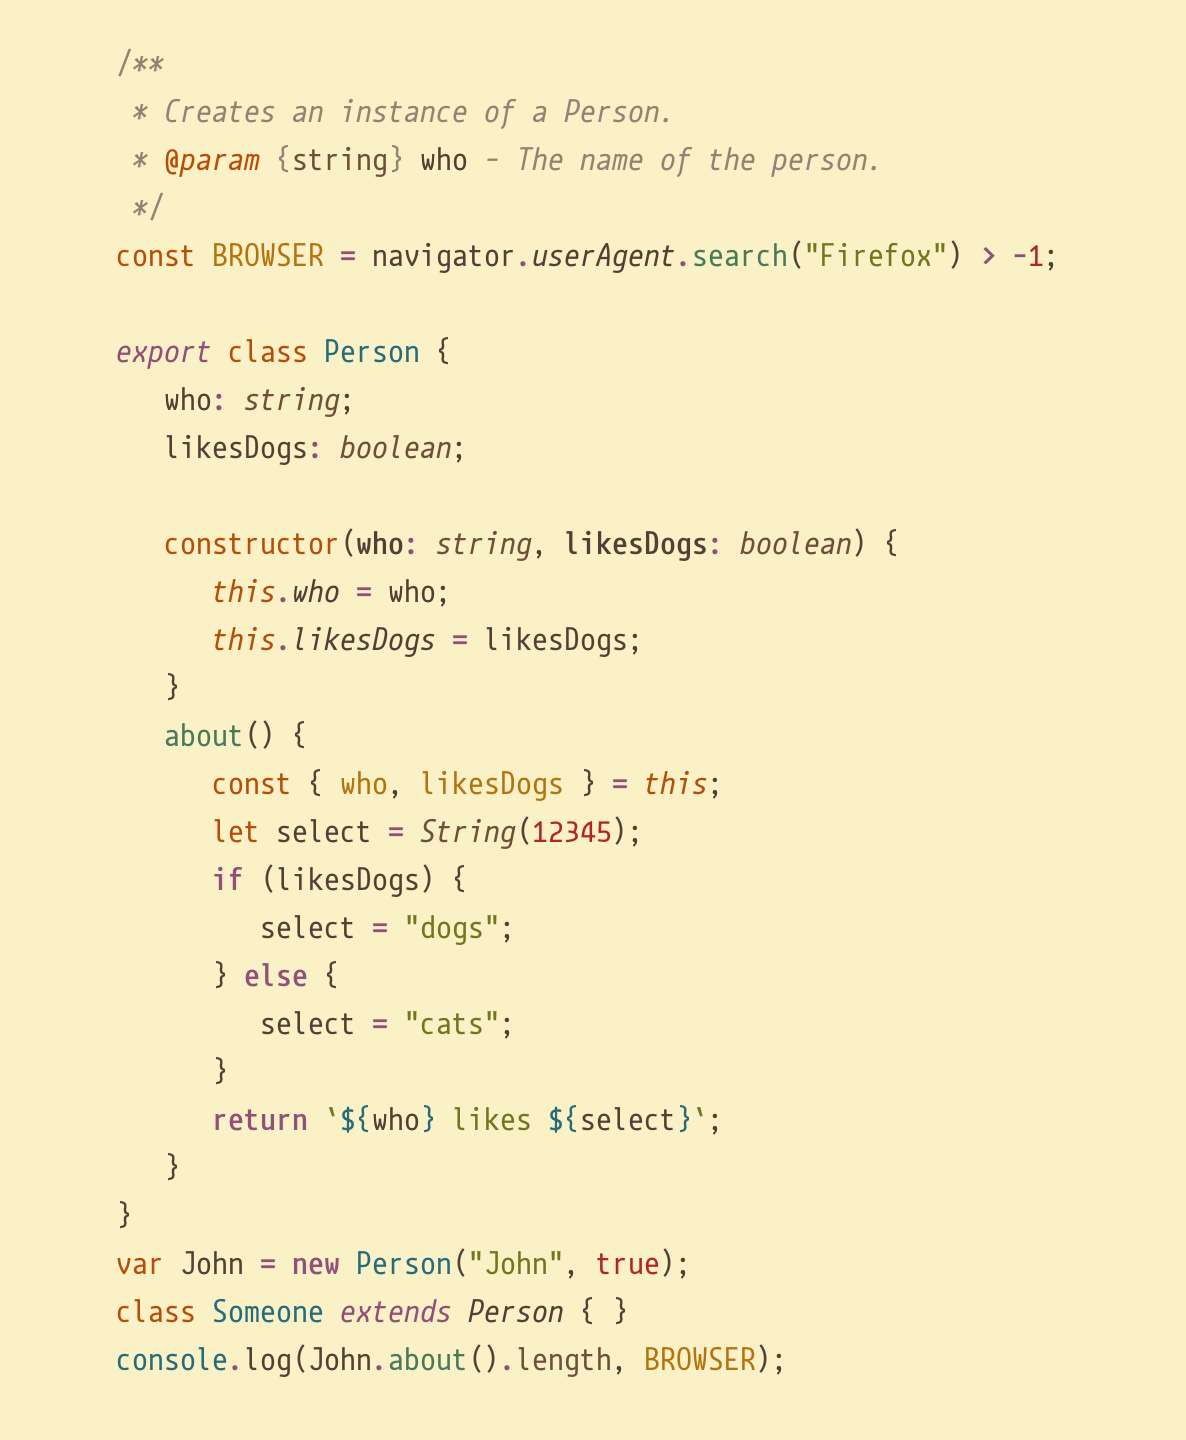 /**
 * Creates an instance of a Person.
 * @param {string} who - The name of the person.
 */
const BROWSER = navigator.userAgent.search("Firefox") > -1;

export class Person {
   who: string;
   likesDogs: boolean;

   constructor(who: string, likesDogs: boolean) {
      this.who = who;
      this.likesDogs = likesDogs;
   }
   about() {
      const { who, likesDogs } = this;
      let select = String(12345);
      if (likesDogs) {
         select = "dogs";
      } else {
         select = "cats";
      }
      return `${who} likes ${select}`;
   }
}
var John = new Person("John", true);
class Someone extends Person { }
console.log(John.about().length, BROWSER);